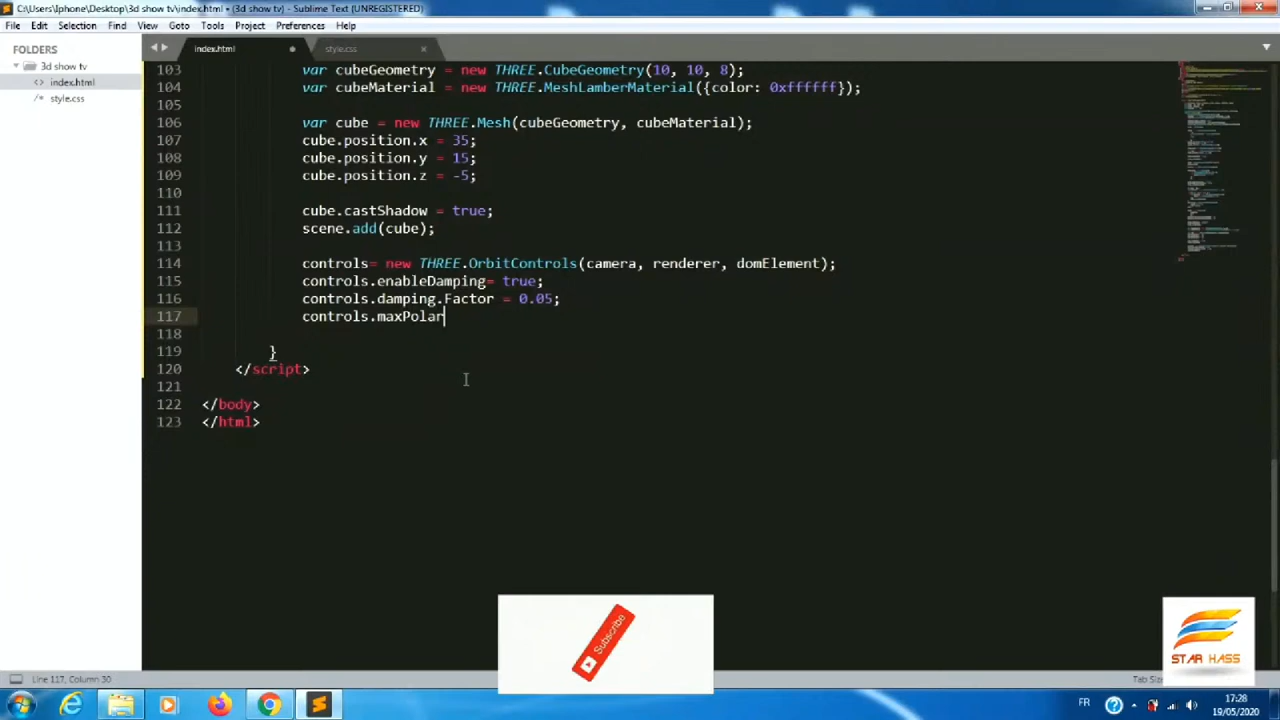 C:\Users\Iphone\Desktop\3d show tv\index.html • (3d show tv) - Sublime Text (UNREGISTERED)
File Edit Selection Find View Goto Tools Project Preferences Help
FOLDERS
3d show tv
<> index.html
/* style.css
index.html
style.css
103 var cubeGeometry = new THREE.CubeGeometry(10, 10, 8);
104 var cubeMaterial = new THREE.MeshLamberMaterial({color: 0xffffff});
105
106 var cube = new THREE.Mesh(cubeGeometry, cubeMaterial);
107 cube.position.x = 35;
108 cube.position.y = 15;
109 cube.position.z = -5;
110
111 cube.castShadow = true;
112 scene.add(cube);
113
114 controls= new THREE.OrbitControls(camera, renderer, domElement);
115 controls.enableDamping= true;
116 controls.damping.Factor = 0.05;
117 controls.maxPolar
118
119 }
120 </script>
121
122 </body>
123 </html>
Subscribe
STAR HASS
Line 117, Column 30
Tab Siz
FR
17:28
19/05/2020